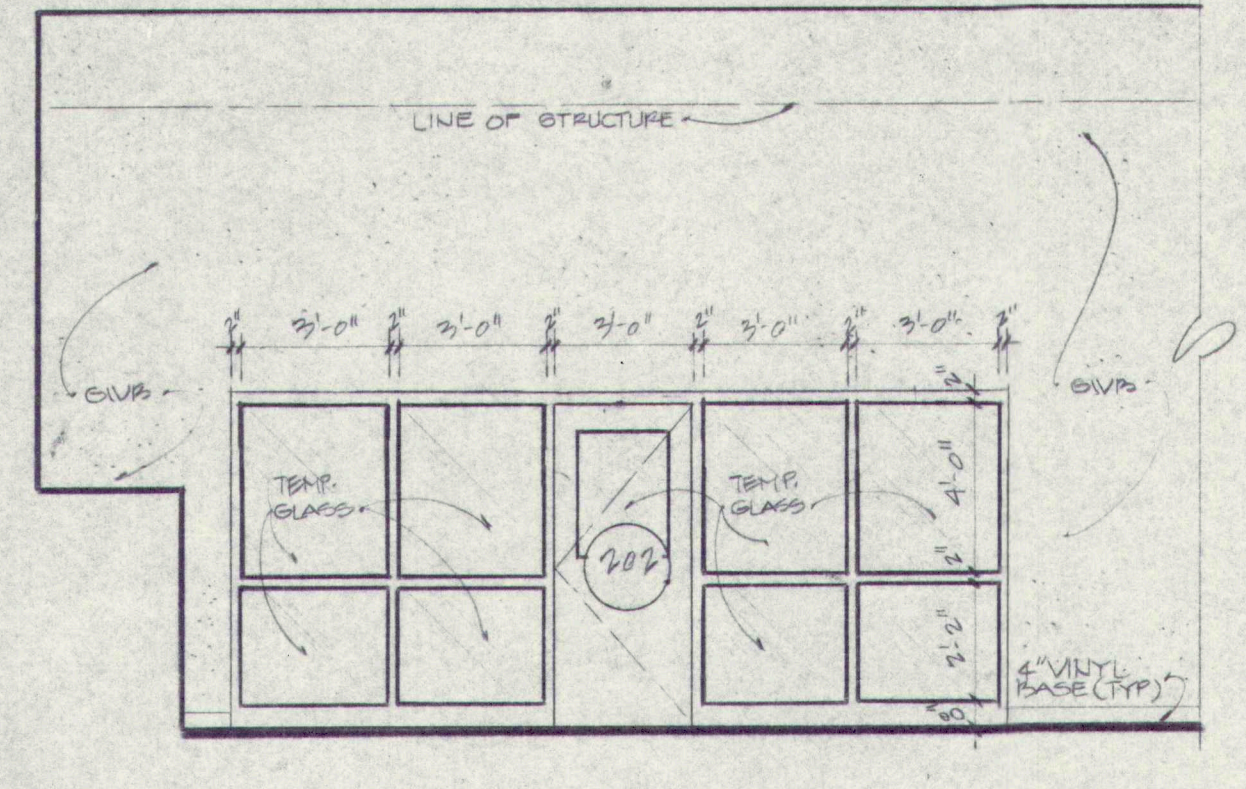 LINE OF STRUCTURE
2" 3'-0" 2" 3'-0" 2" 3'-0" 2" 3'-0" 2" 3'-0" 2"
GWB
2"
GWB
TEMP.
GLASS
TEMP.
GLASS
4'-0"
202
2"
2'-2"
4" VINYL
BASE (TYP)
8"